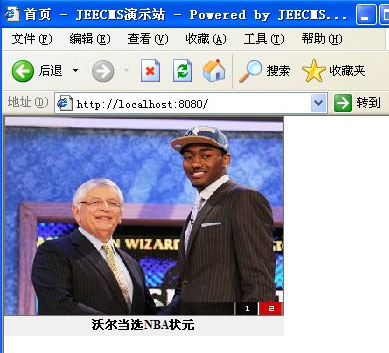 首页 - JEECMS演示站 - Powered by JEECMS...
文件(F) 编辑(E) 查看(V) 收藏(A) 工具(T) 帮助(H)
后退 搜索 收藏夹
地址(D) http://localhost:8080/ 转到
WIZARD
1 2
沃尔当选NBA状元